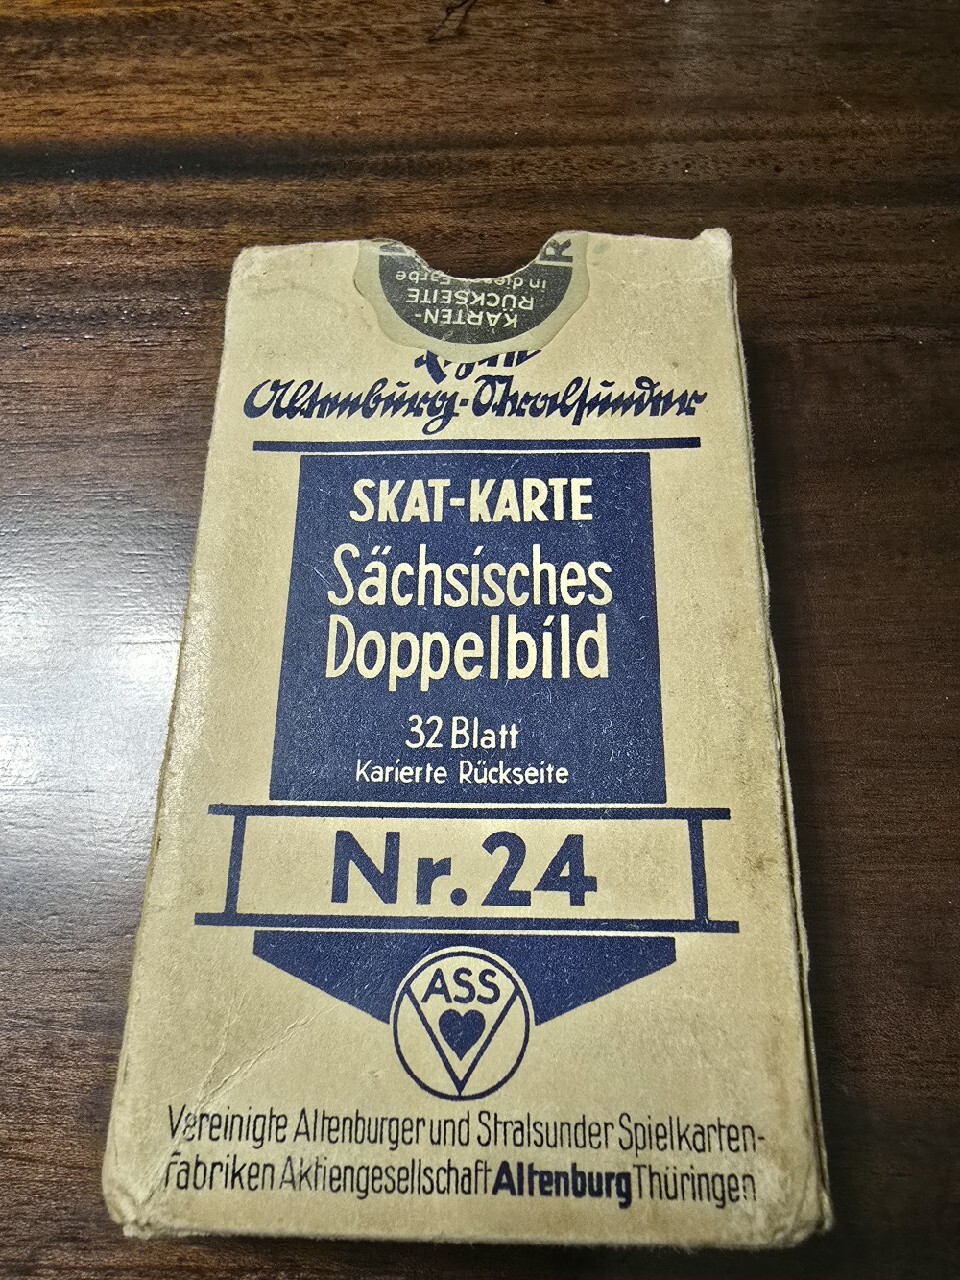 KARTEN-
RÜCKSEITE
in dieser Farbe
Altenburg-Stralsunder
SKAT-KARTE
Sächsisches
Doppelbild
32 Blatt
Karierte Rückseite
Nr. 24
ASS
Vereinigte Altenburger und Stralsunder Spielkarten-
Fabriken Aktiengesellschaft Altenburg Thüringen